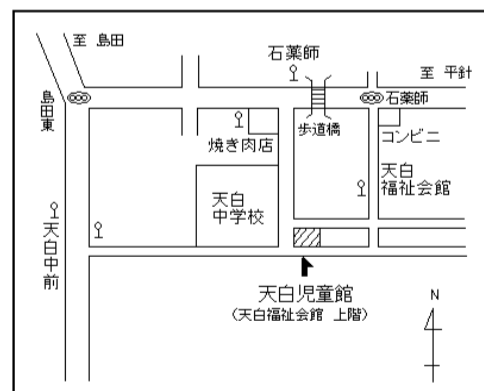 至 島田
石薬師
至 平針
島田東
石薬師
歩道橋
コンビニ
焼き肉店
天白
福祉会館
天白
中学校
天白中前
天白児童館
(天白福祉会館 上階)
N